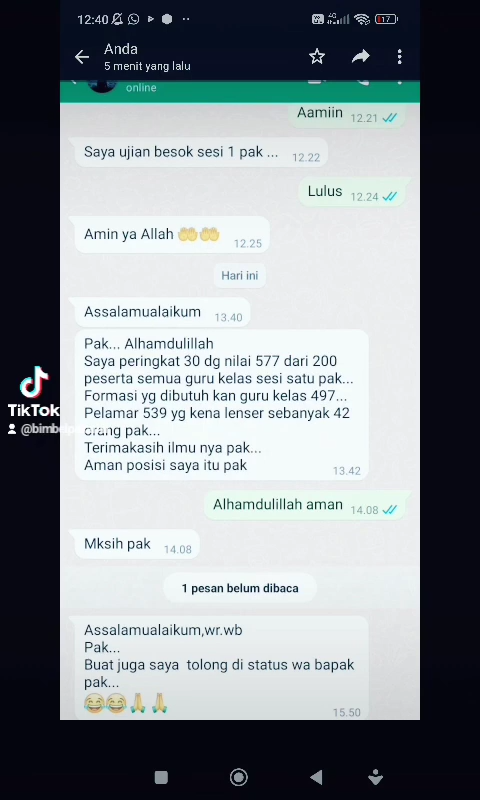 12:40
17
Anda
5 menit yang lalu
online
Aamiin 12.21
Saya ujian besok sesi 1 pak ... 12.22
Lulus 12.24
Amin ya Allah 🤲🤲 12.25
Hari ini
Assalamualaikum 13.40
Pak... Alhamdulillah
Saya peringkat 30 dg nilai 577 dari 200
peserta semua guru kelas sesi satu pak...
Formasi yg dibutuh kan guru kelas 497...
Pelamar 539 yg kena lenser sebanyak 42
orang pak...
Terimakasih ilmu nya pak...
Aman posisi saya itu pak 13.42
TikTok
Alhamdulillah aman 14.08
Mksih pak 14.08
1 pesan belum dibaca
Assalamualaikum,wr.wb
Pak...
Buat juga saya tolong di status wa bapak
pak...
😂😂🙏🙏 15.50